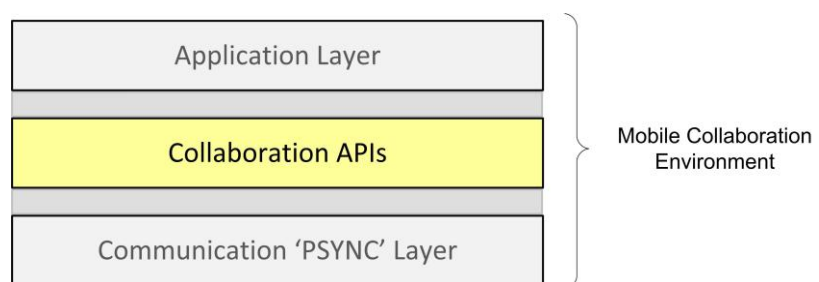 Application Layer
Collaboration APIs
Mobile Collaboration
Environment
Communication ‘PSYNC’ Layer